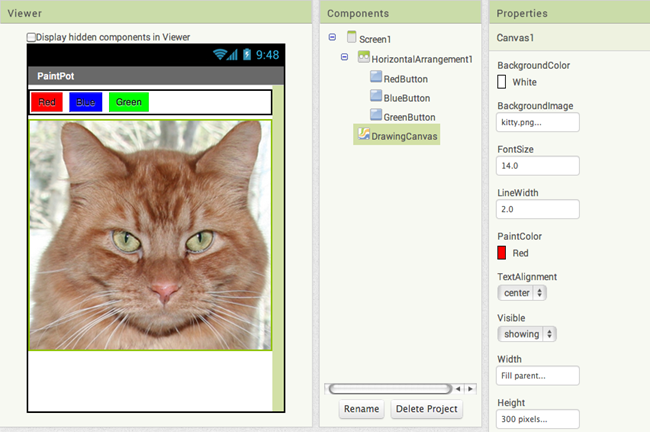 Viewer
Display hidden components in Viewer
9:48
PaintPot
Red Blue Green
Components
Screen1
HorizontalArrangement1
RedButton
BlueButton
GreenButton
DrawingCanvas
Rename Delete Project
Properties
Canvas1
BackgroundColor
White
BackgroundImage
kitty.png...
FontSize
14.0
LineWidth
2.0
PaintColor
Red
TextAlignment
center
Visible
showing
Width
Fill parent...
Height
300 pixels...